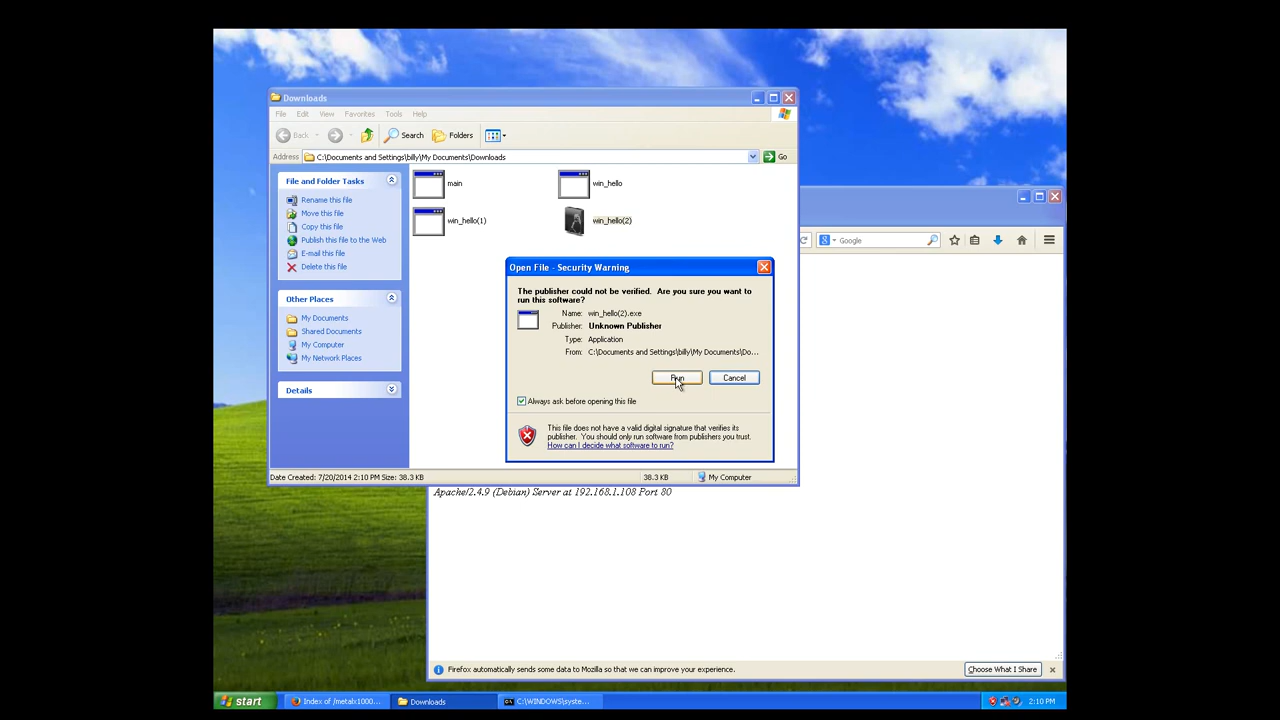 Downloads
File Edit View Favorites Tools Help
Back Search Folders
Address C:\Documents and Settings\billy\My Documents\Downloads Go
File and Folder Tasks
Rename this file
Move this file
Copy this file
Publish this file to the Web
E-mail this file
Delete this file
Other Places
My Documents
Shared Documents
My Computer
My Network Places
Details
main
win_hello
win_hello(1)
win_hello(2)
Google
Open File - Security Warning
The publisher could not be verified. Are you sure you want to
run this software?
Name: win_hello(2).exe
Publisher: Unknown Publisher
Type: Application
From: C:\Documents and Settings\billy\My Documents\Do...
Run Cancel
Always ask before opening this file
This file does not have a valid digital signature that verifies its
publisher. You should only run software from publishers you trust.
How can I decide what software to run?
Date Created: 7/20/2014 2:10 PM Size: 38.3 KB 38.3 KB My Computer
Apache/2.4.9 (Debian) Server at 192.168.1.108 Port 80
Firefox automatically sends some data to Mozilla so that we can improve your experience. Choose What I Share
start Index of /metalx1000... Downloads C:\WINDOWS\syste... 2:10 PM